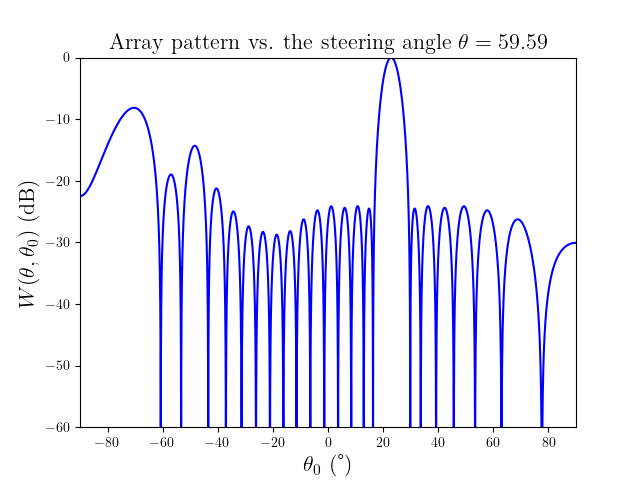 Array pattern vs. the steering angle θ = 59.59
0
−10
−20
−30
−40
−50
−60
W(θ, θ₀) (dB)
−80 −60 −40 −20 0 20 40 60 80
θ₀ (°)